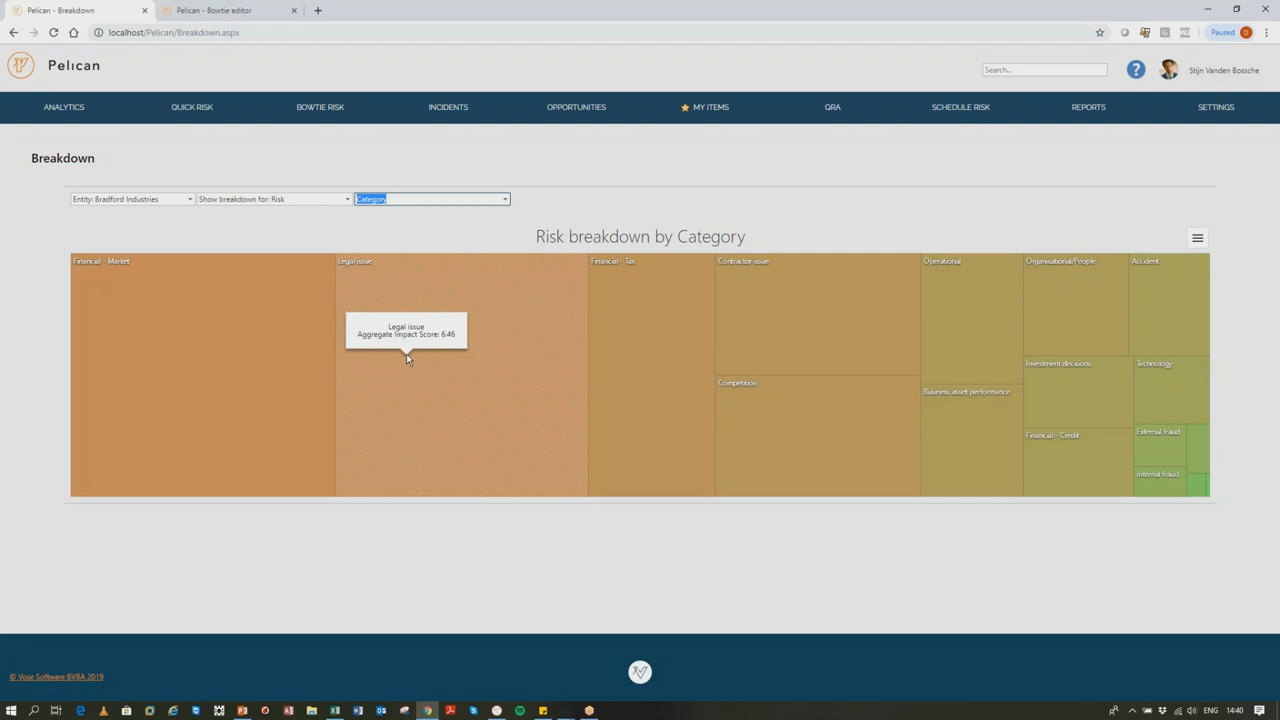 Pelican - Breakdown
Pelican - Bowtie editor
localhost/Pelican/Breakdown.aspx
Paused
Pelican
Search...
?
Stijn Vanden Bossche
ANALYTICS
QUICK RISK
BOWTIE RISK
INCIDENTS
OPPORTUNITIES
MY ITEMS
QRA
SCHEDULE RISK
REPORTS
SETTINGS
Breakdown
Entity: Bradford Industries
Show breakdown for: Risk
Category
Risk breakdown by Category
Financial - Market
Legal issue
Financial - Tax
Contractor issue
Operational
Organisational/People
Accident
Legal issue
Aggregate Impact Score: 6.46
Investment decisions
Technology
Competition
Business asset performance
External fraud
Financial - Credit
Internal fraud
© Vose Software BVBA 2019
ENG
14:40